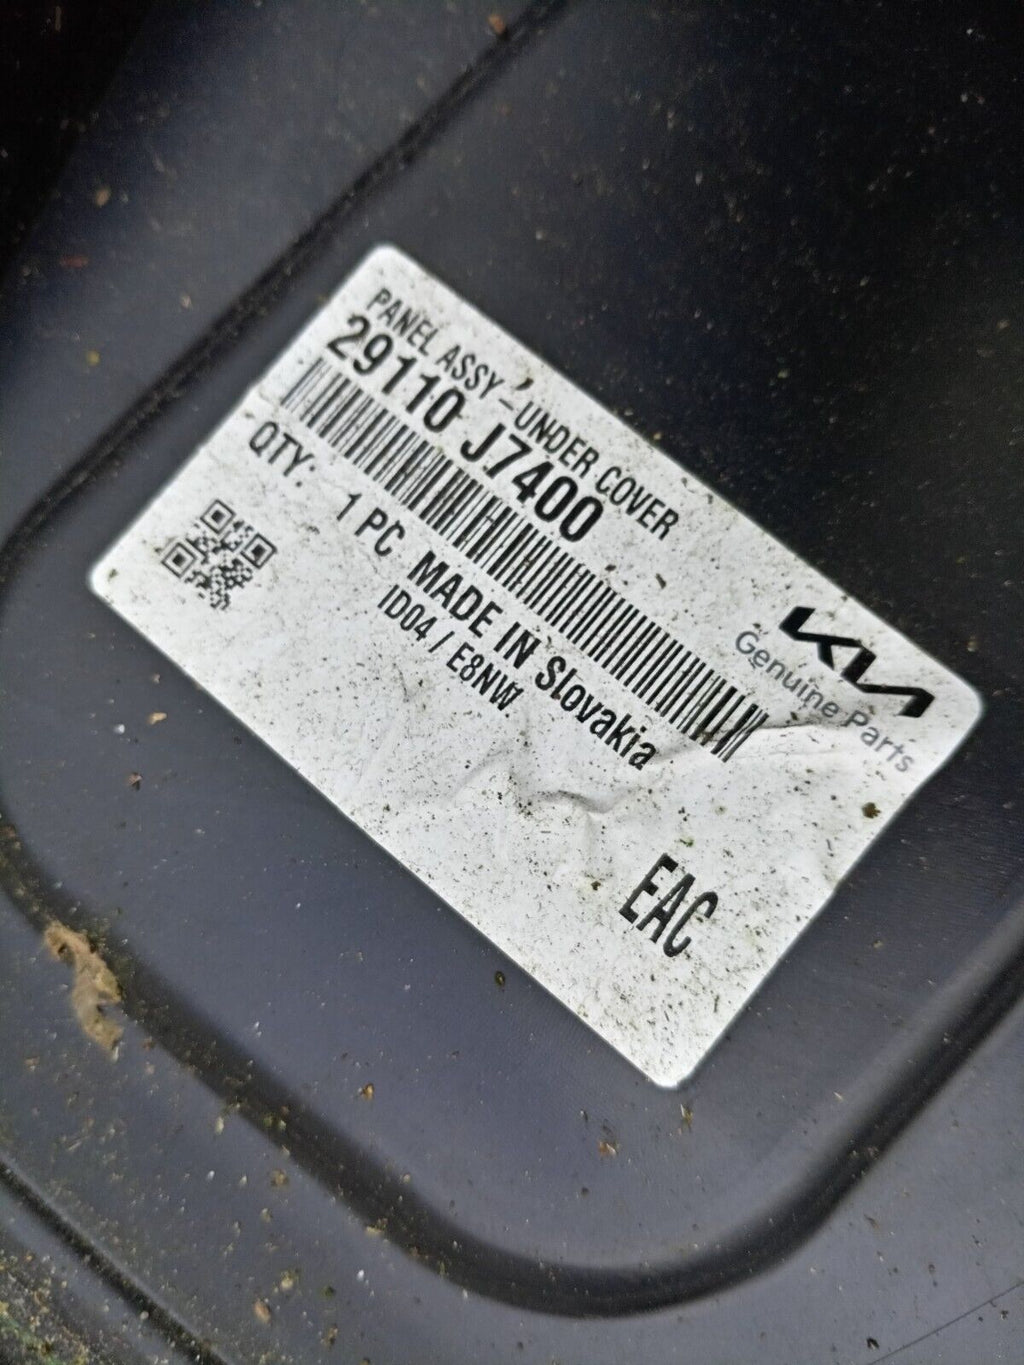 PANEL ASSY-UNDER COVER
29110 J7400
QTY: 1 PC MADE IN Slovakia
ID04 / E8NW
KIA
Genuine Parts
EAC